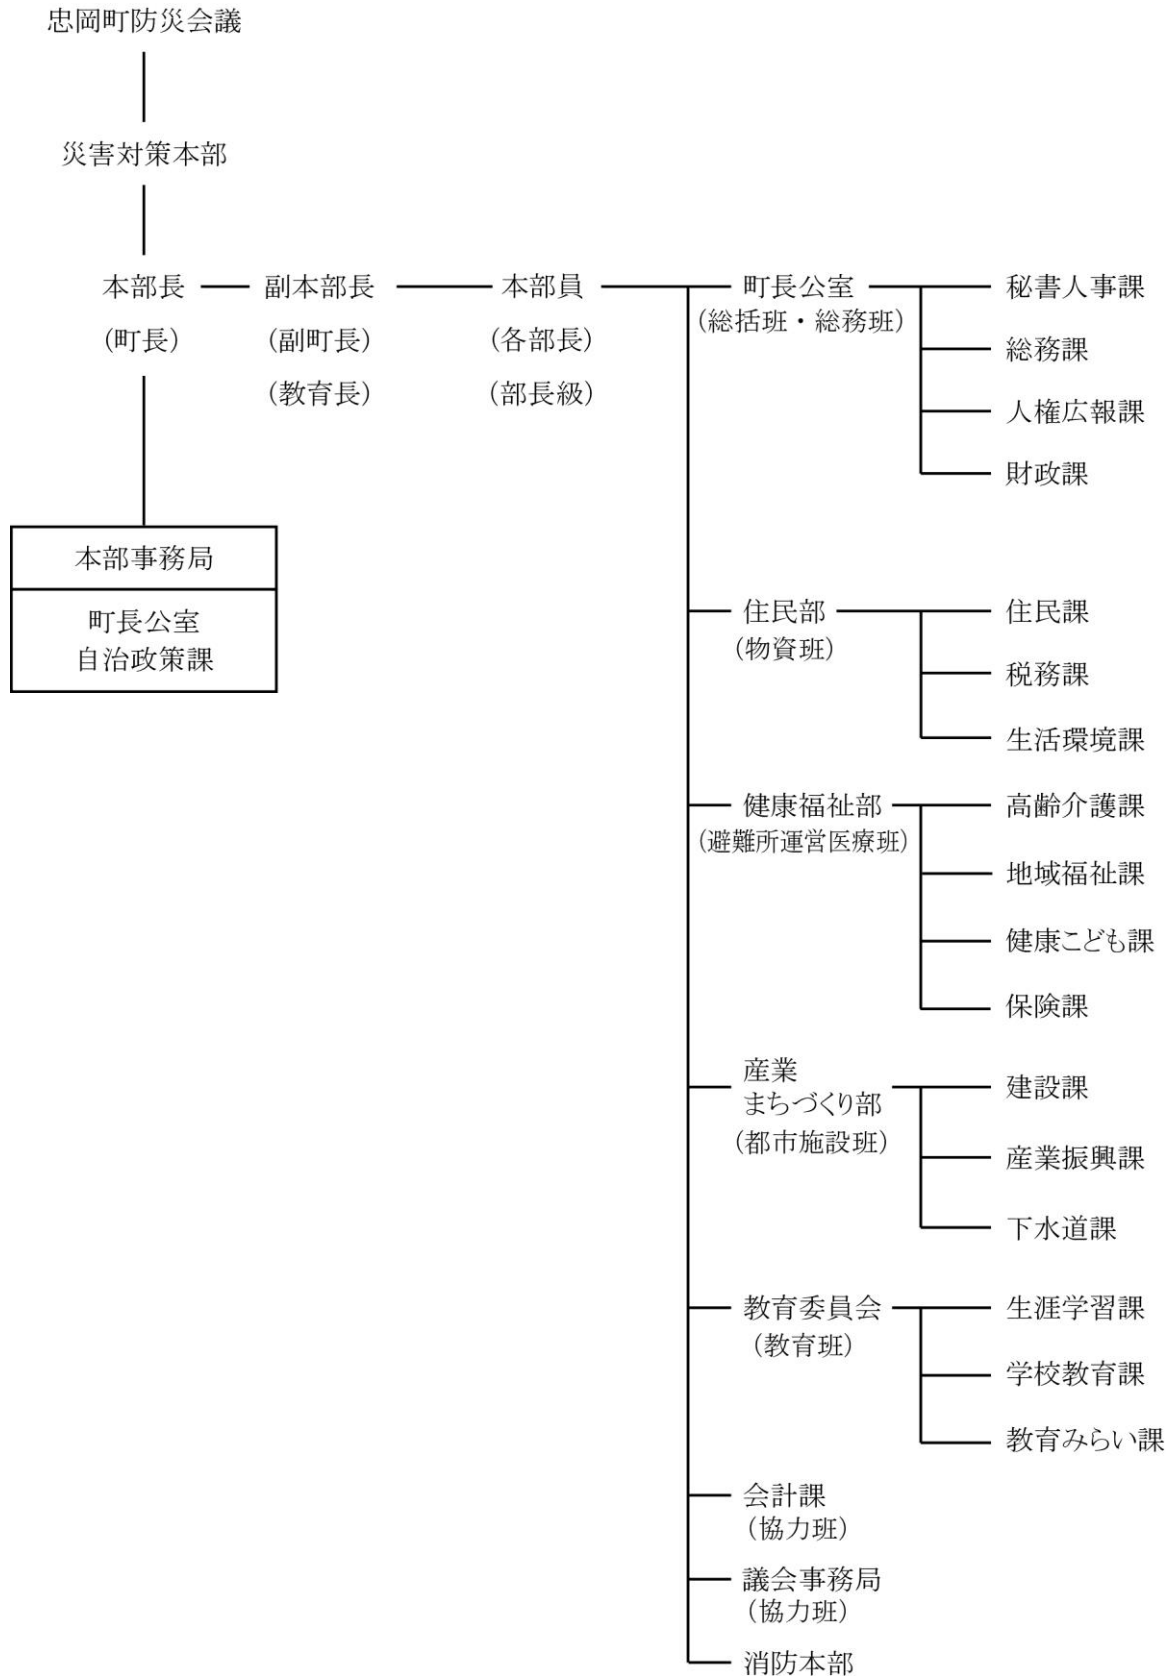 忠岡町防災会議
災害対策本部
本部長
(町長)
副本部長
(副町長)
(教育長)
本部員
(各部長)
(部長級)
本部事務局
町長公室
自治政策課
町長公室
(総括班・総務班)
秘書人事課
総務課
人権広報課
財政課
住民部
(物資班)
住民課
税務課
生活環境課
健康福祉部
(避難所運営医療班)
高齢介護課
地域福祉課
健康こども課
保険課
産業
まちづくり部
(都市施設班)
建設課
産業振興課
下水道課
教育委員会
(教育班)
生涯学習課
学校教育課
教育みらい課
会計課
(協力班)
議会事務局
(協力班)
消防本部